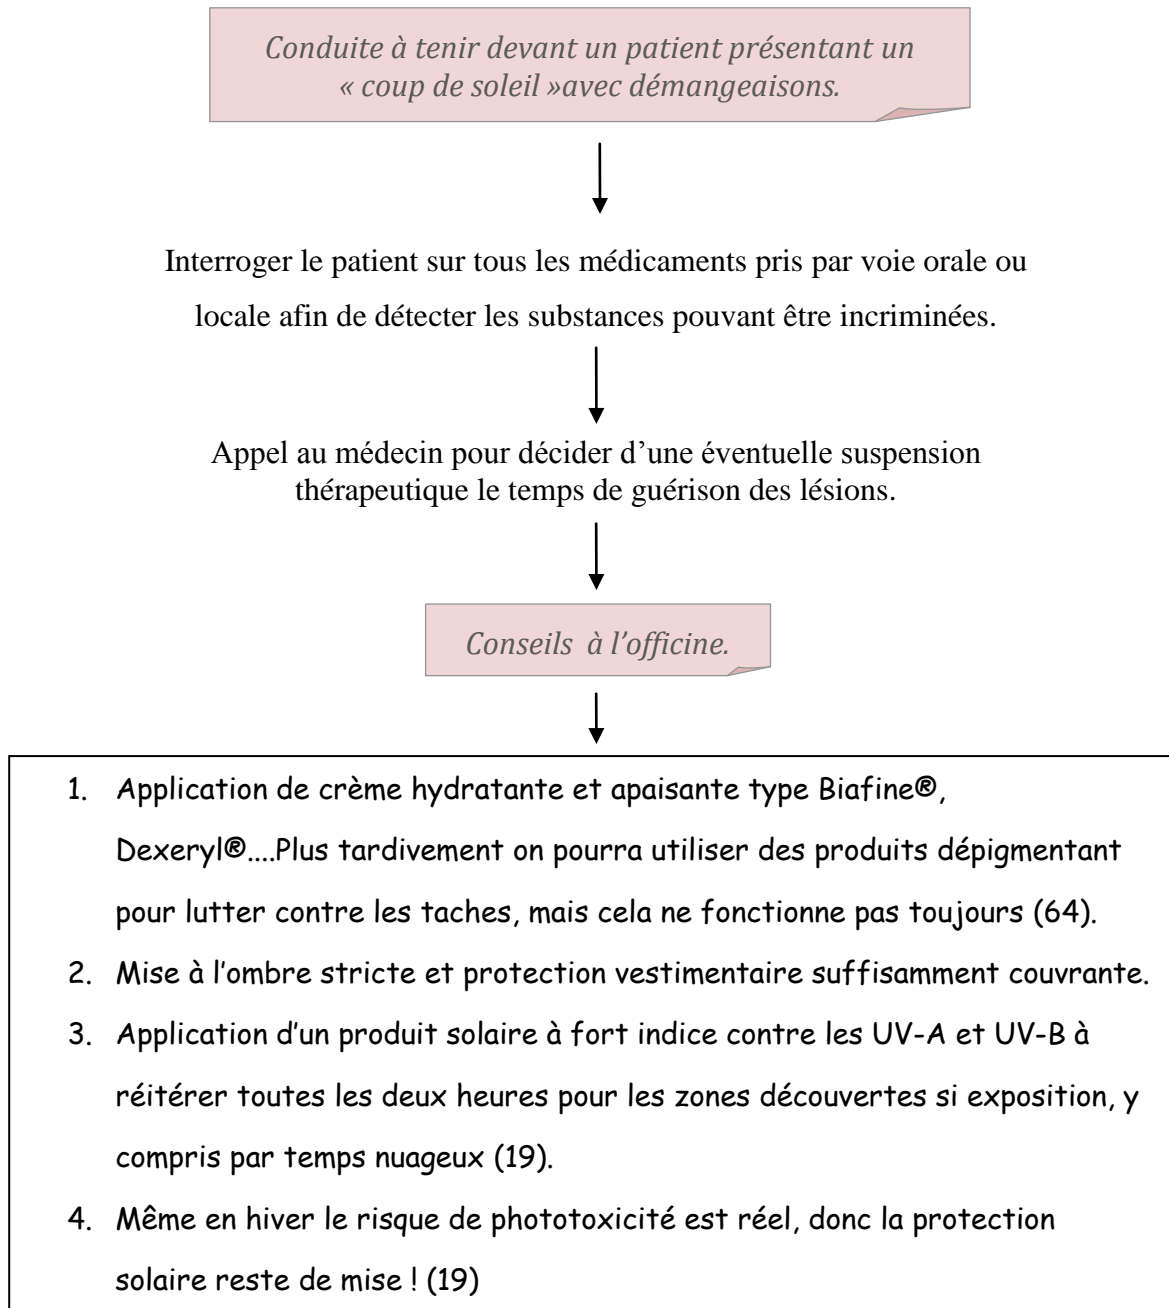 Conduite à tenir devant un patient présentant un
« coup de soleil »avec démangeaisons.
Interroger le patient sur tous les médicaments pris par voie orale ou
locale afin de détecter les substances pouvant être incriminées.
Appel au médecin pour décider d'une éventuelle suspension
thérapeutique le temps de guérison des lésions.
Conseils à l'officine.
1. Application de crème hydratante et apaisante type Biafine®,
Dexeryl®....Plus tardivement on pourra utiliser des produits dépigmentant
pour lutter contre les taches, mais cela ne fonctionne pas toujours (64).
2. Mise à l'ombre stricte et protection vestimentaire suffisamment couvrante.
3. Application d'un produit solaire à fort indice contre les UV-A et UV-B à
réitérer toutes les deux heures pour les zones découvertes si exposition, y
compris par temps nuageux (19).
4. Même en hiver le risque de phototoxicité est réel, donc la protection
solaire reste de mise ! (19)